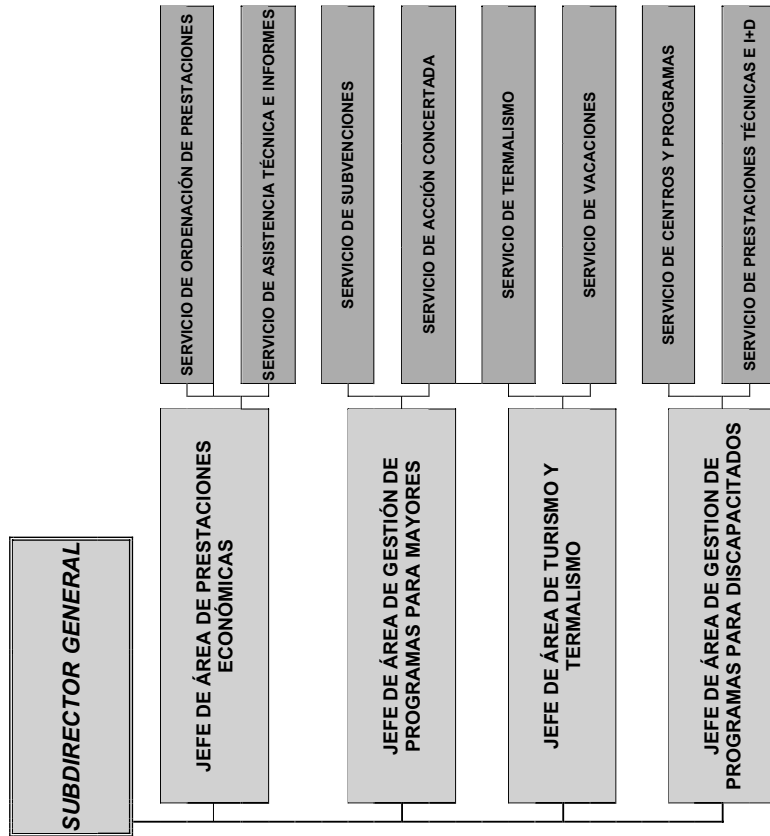 SUBDIRECTOR GENERAL
JEFE DE ÁREA DE PRESTACIONES
ECONÓMICAS
SERVICIO DE ORDENACIÓN DE PRESTACIONES
SERVICIO DE ASISTENCIA TÉCNICA E INFORMES
JEFE DE ÁREA DE GESTIÓN DE
PROGRAMAS PARA MAYORES
SERVICIO DE SUBVENCIONES
SERVICIO DE ACCIÓN CONCERTADA
JEFE DE ÁREA DE TURISMO Y
TERMALISMO
SERVICIO DE TERMALISMO
SERVICIO DE VACACIONES
JEFE DE ÁREA DE GESTION DE
PROGRAMAS PARA DISCAPACITADOS
SERVICIO DE CENTROS Y PROGRAMAS
SERVICIO DE PRESTACIONES TÉCNICAS E I+D